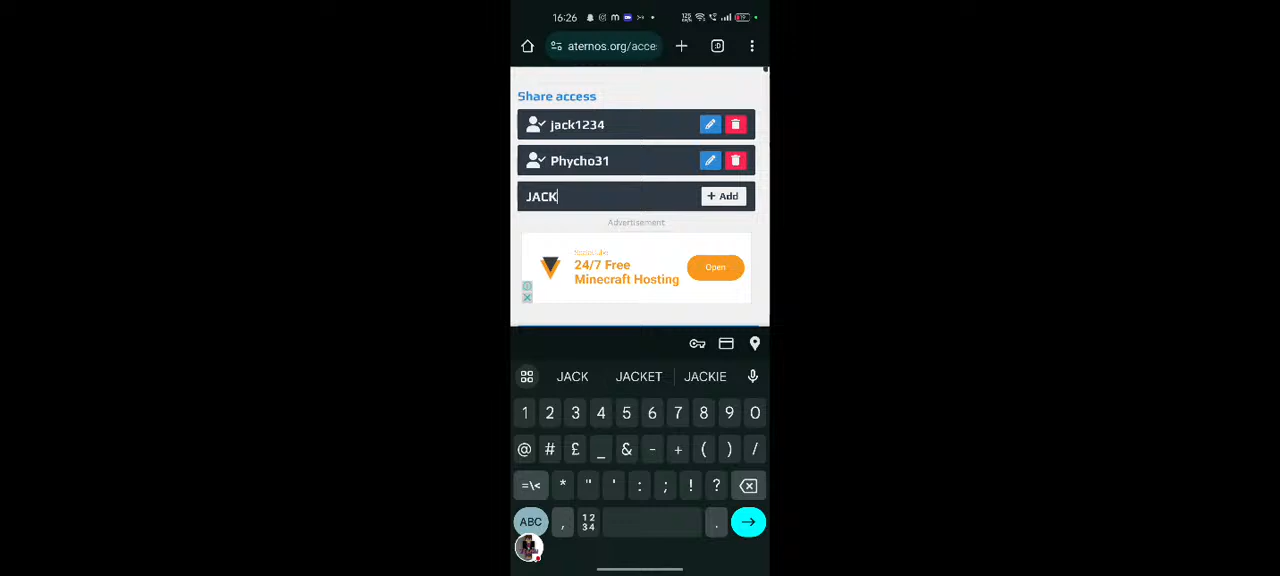 16:26
aternos.org/acce
:D
Share access
jack1234
Phycho31
JACK
+ Add
Advertisement
24/7 Free
Minecraft Hosting
Open
JACK JACKET JACKIE
1 2 3 4 5 6 7 8 9 0
@ # £ _ & - + ( ) /
=\< * " ' : ; ! ?
ABC , 12 34 .